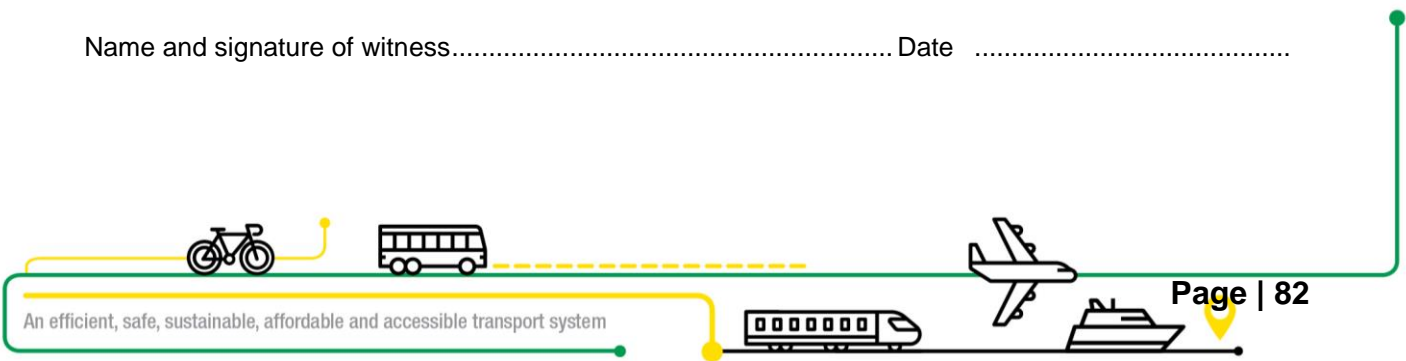 Name and signature of witness............................................................ Date ...........................................
Page | 82
An efficient, safe, sustainable, affordable and accessible transport system